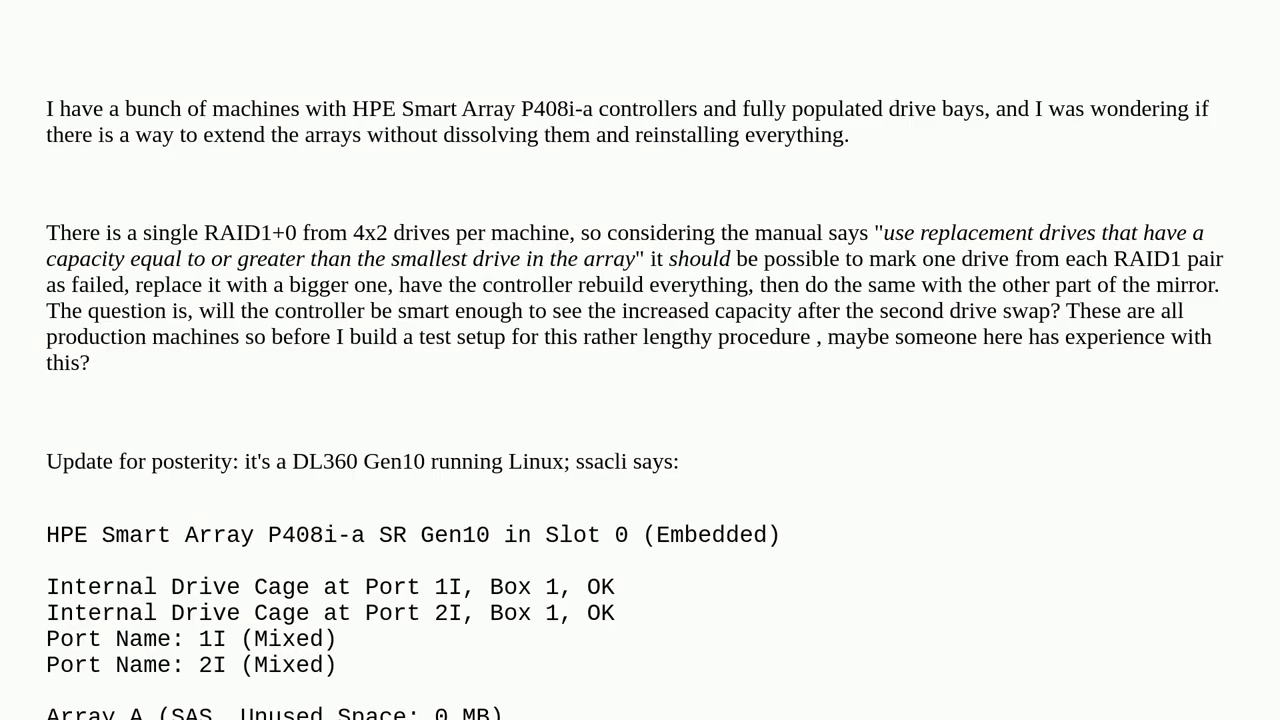 I have a bunch of machines with HPE Smart Array P408i-a controllers and fully populated drive bays, and I was wondering if
there is a way to extend the arrays without dissolving them and reinstalling everything.
There is a single RAID1+0 from 4x2 drives per machine, so considering the manual says "use replacement drives that have a
capacity equal to or greater than the smallest drive in the array" it should be possible to mark one drive from each RAID1 pair
as failed, replace it with a bigger one, have the controller rebuild everything, then do the same with the other part of the mirror.
The question is, will the controller be smart enough to see the increased capacity after the second drive swap? These are all
production machines so before I build a test setup for this rather lengthy procedure , maybe someone here has experience with
this?
Update for posterity: it's a DL360 Gen10 running Linux; ssacli says:
HPE Smart Array P408i-a SR Gen10 in Slot 0 (Embedded)
Internal Drive Cage at Port 1I, Box 1, OK
Internal Drive Cage at Port 2I, Box 1, OK
Port Name: 1I (Mixed)
Port Name: 2I (Mixed)
Array A (SAS, Unused Space: 0 MB)